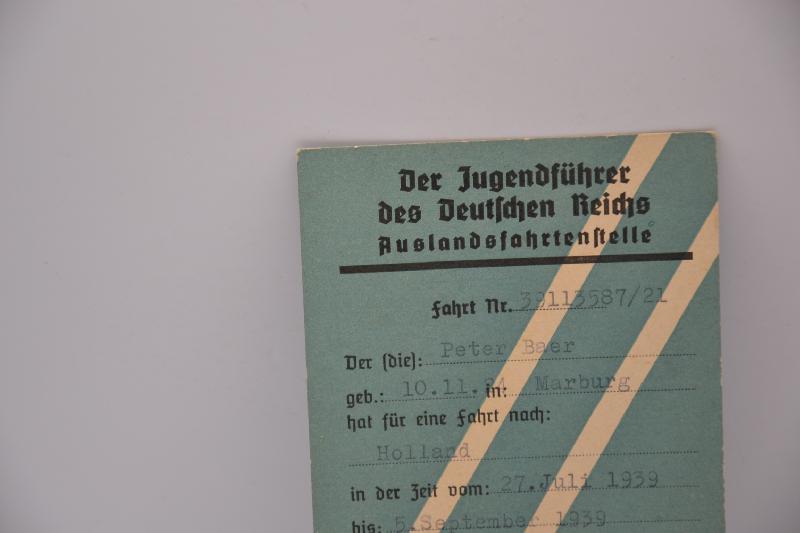 Der Jugendführer
des Deutschen Reichs
Auslandsfahrtenstelle
Fahrt Nr. 39113587/21
Der (die): Peter Baer
geb.: 10.11. in: Marburg
hat für eine Fahrt nach:
Holland
in der Zeit vom: 27. Juli 1939
bis: 5. September 1939